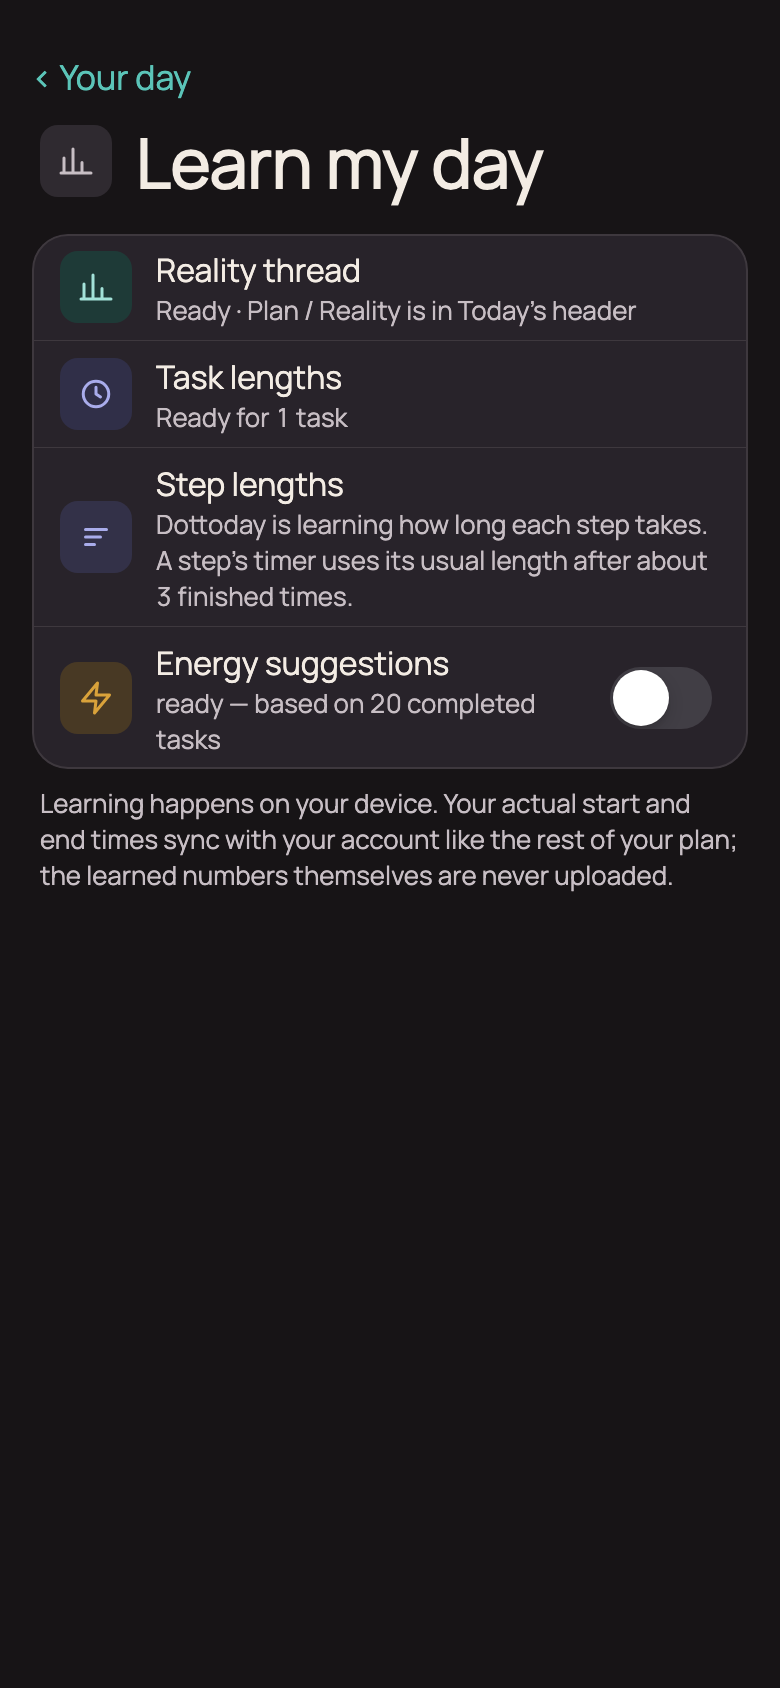 Your day
Learn my day
Reality thread
Ready · Plan / Reality is in Today’s header
Task lengths
Ready for 1 task
Step lengths
Dottoday is learning how long each step takes.
A step’s timer uses its usual length after about
3 finished times.
Energy suggestions
ready — based on 20 completed
tasks
Learning happens on your device. Your actual start and
end times sync with your account like the rest of your plan;
the learned numbers themselves are never uploaded.